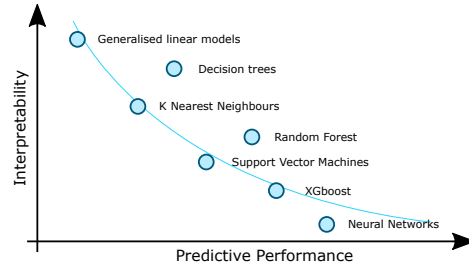 Generalised linear models
Decision trees
K Nearest Neighbours
Random Forest
Support Vector Machines
XGboost
Neural Networks
Interpretability
Predictive Performance